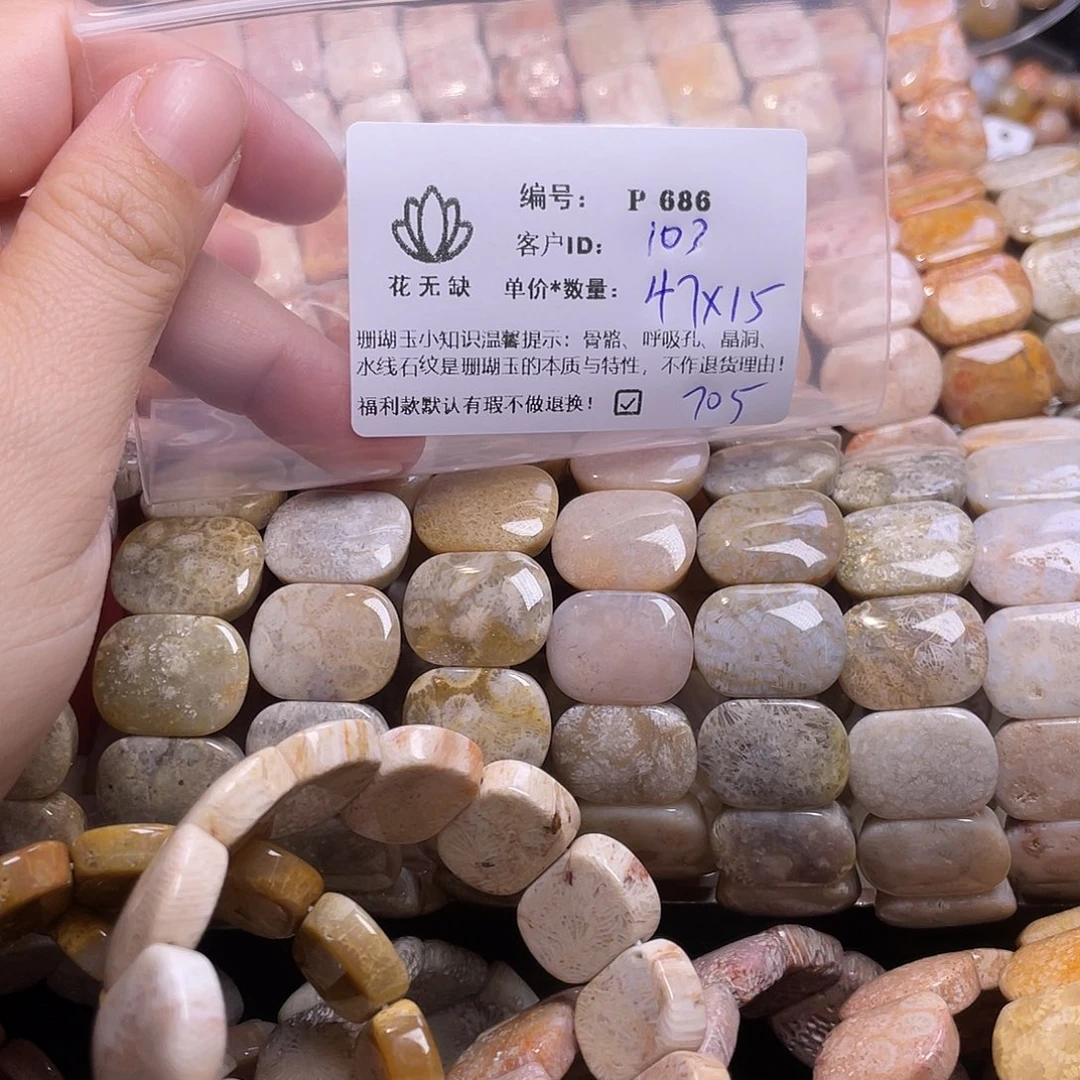 编号： P 686
客户ID： 103
花无缺
单价*数量： 47X15
珊瑚玉小知识温馨提示：骨骼、呼吸孔、晶洞、
水线石纹是珊瑚玉的本质与特性，不作退货理由！
福利款默认有瑕不做退换！ ☑ 705